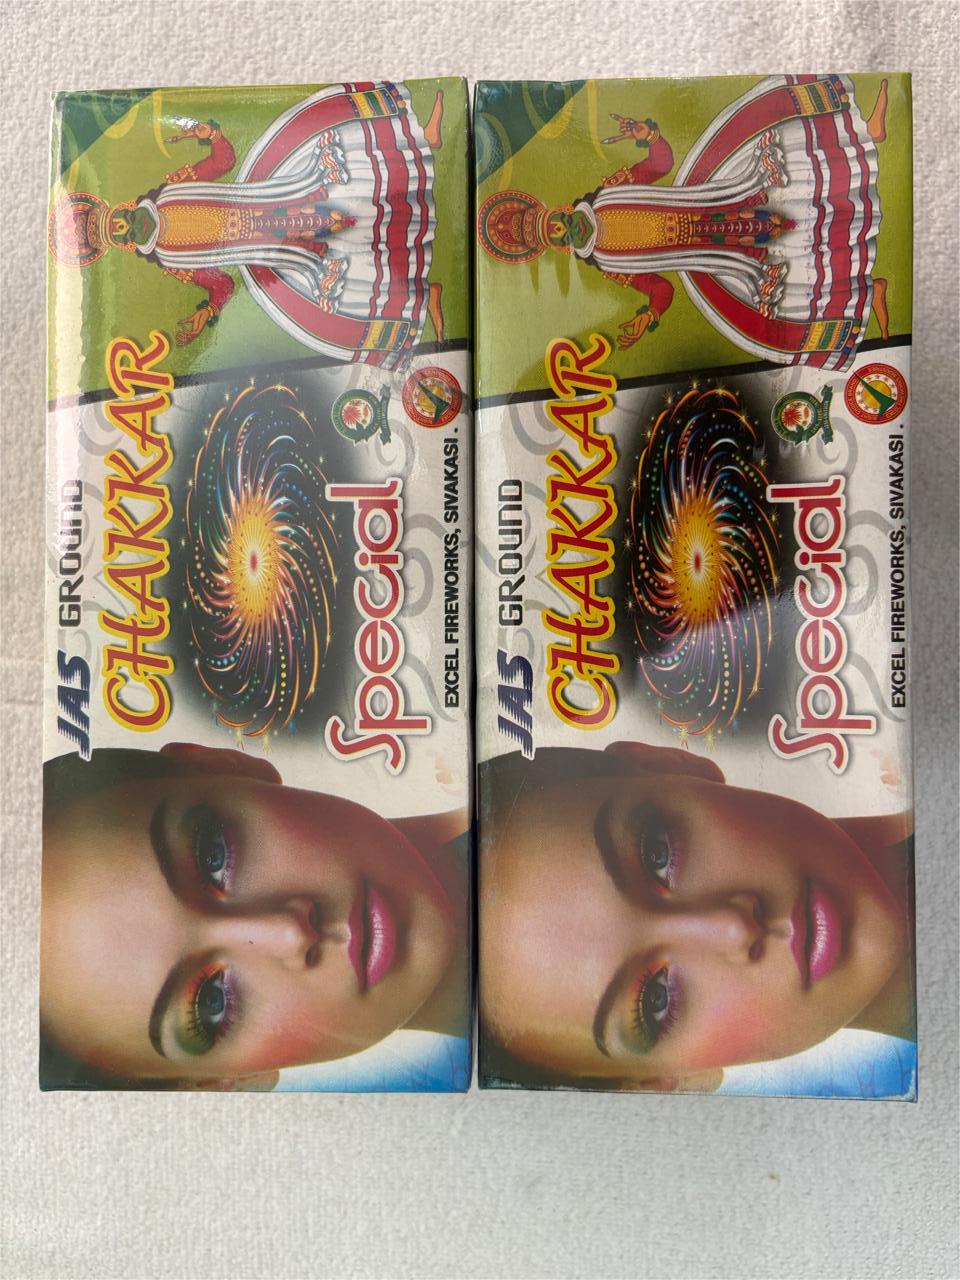 JAS GROUND
CHAKKAR
Special
EXCEL FIREWORKS, SIVAKASI.
JAS GROUND
CHAKKAR
Special
EXCEL FIREWORKS, SIVAKASI.